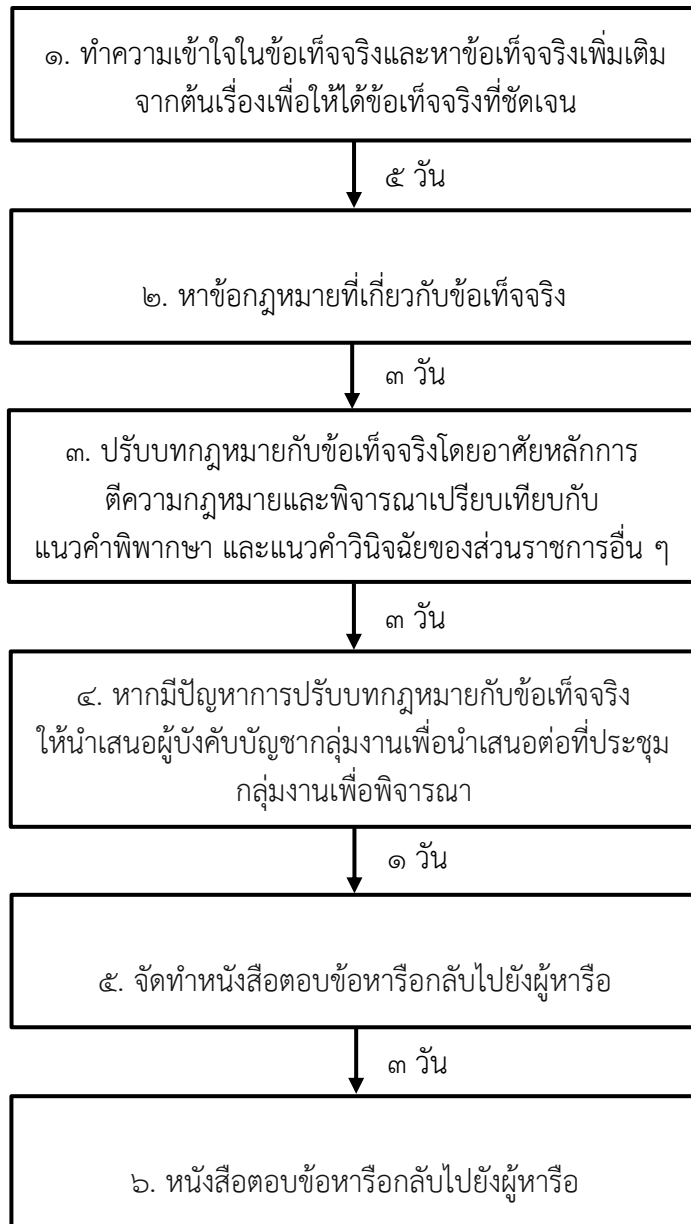 ๑. ทำความเข้าใจในข้อเท็จจริงและหาข้อเท็จจริงเพิ่มเติม
จากต้นเรื่องเพื่อให้ได้ข้อเท็จจริงที่ชัดเจน
๕ วัน
๒. หาข้อกฎหมายที่เกี่ยวกับข้อเท็จจริง
๓ วัน
๓. ปรับบทกฎหมายกับข้อเท็จจริงโดยอาศัยหลักการ
ตีความกฎหมายและพิจารณาเปรียบเทียบกับ
แนวคำพิพากษา และแนวคำวินิจฉัยของส่วนราชการอื่น ๆ
๓ วัน
๔. หากมีปัญหาการปรับบทกฎหมายกับข้อเท็จจริง
ให้นำเสนอผู้บังคับบัญชากลุ่มงานเพื่อนำเสนอต่อที่ประชุม
กลุ่มงานเพื่อพิจารณา
๑ วัน
๕. จัดทำหนังสือตอบข้อหารือกลับไปยังผู้หารือ
๓ วัน
๖. หนังสือตอบข้อหารือกลับไปยังผู้หารือ